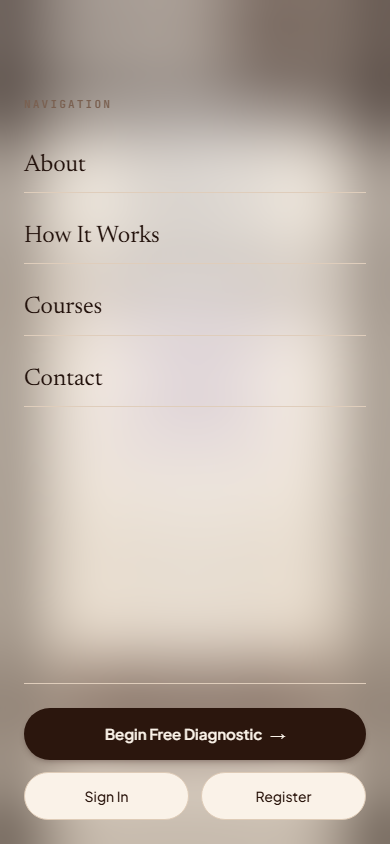 NAVIGATION
About
How It Works
Courses
Contact
Begin Free Diagnostic →
Sign In
Register